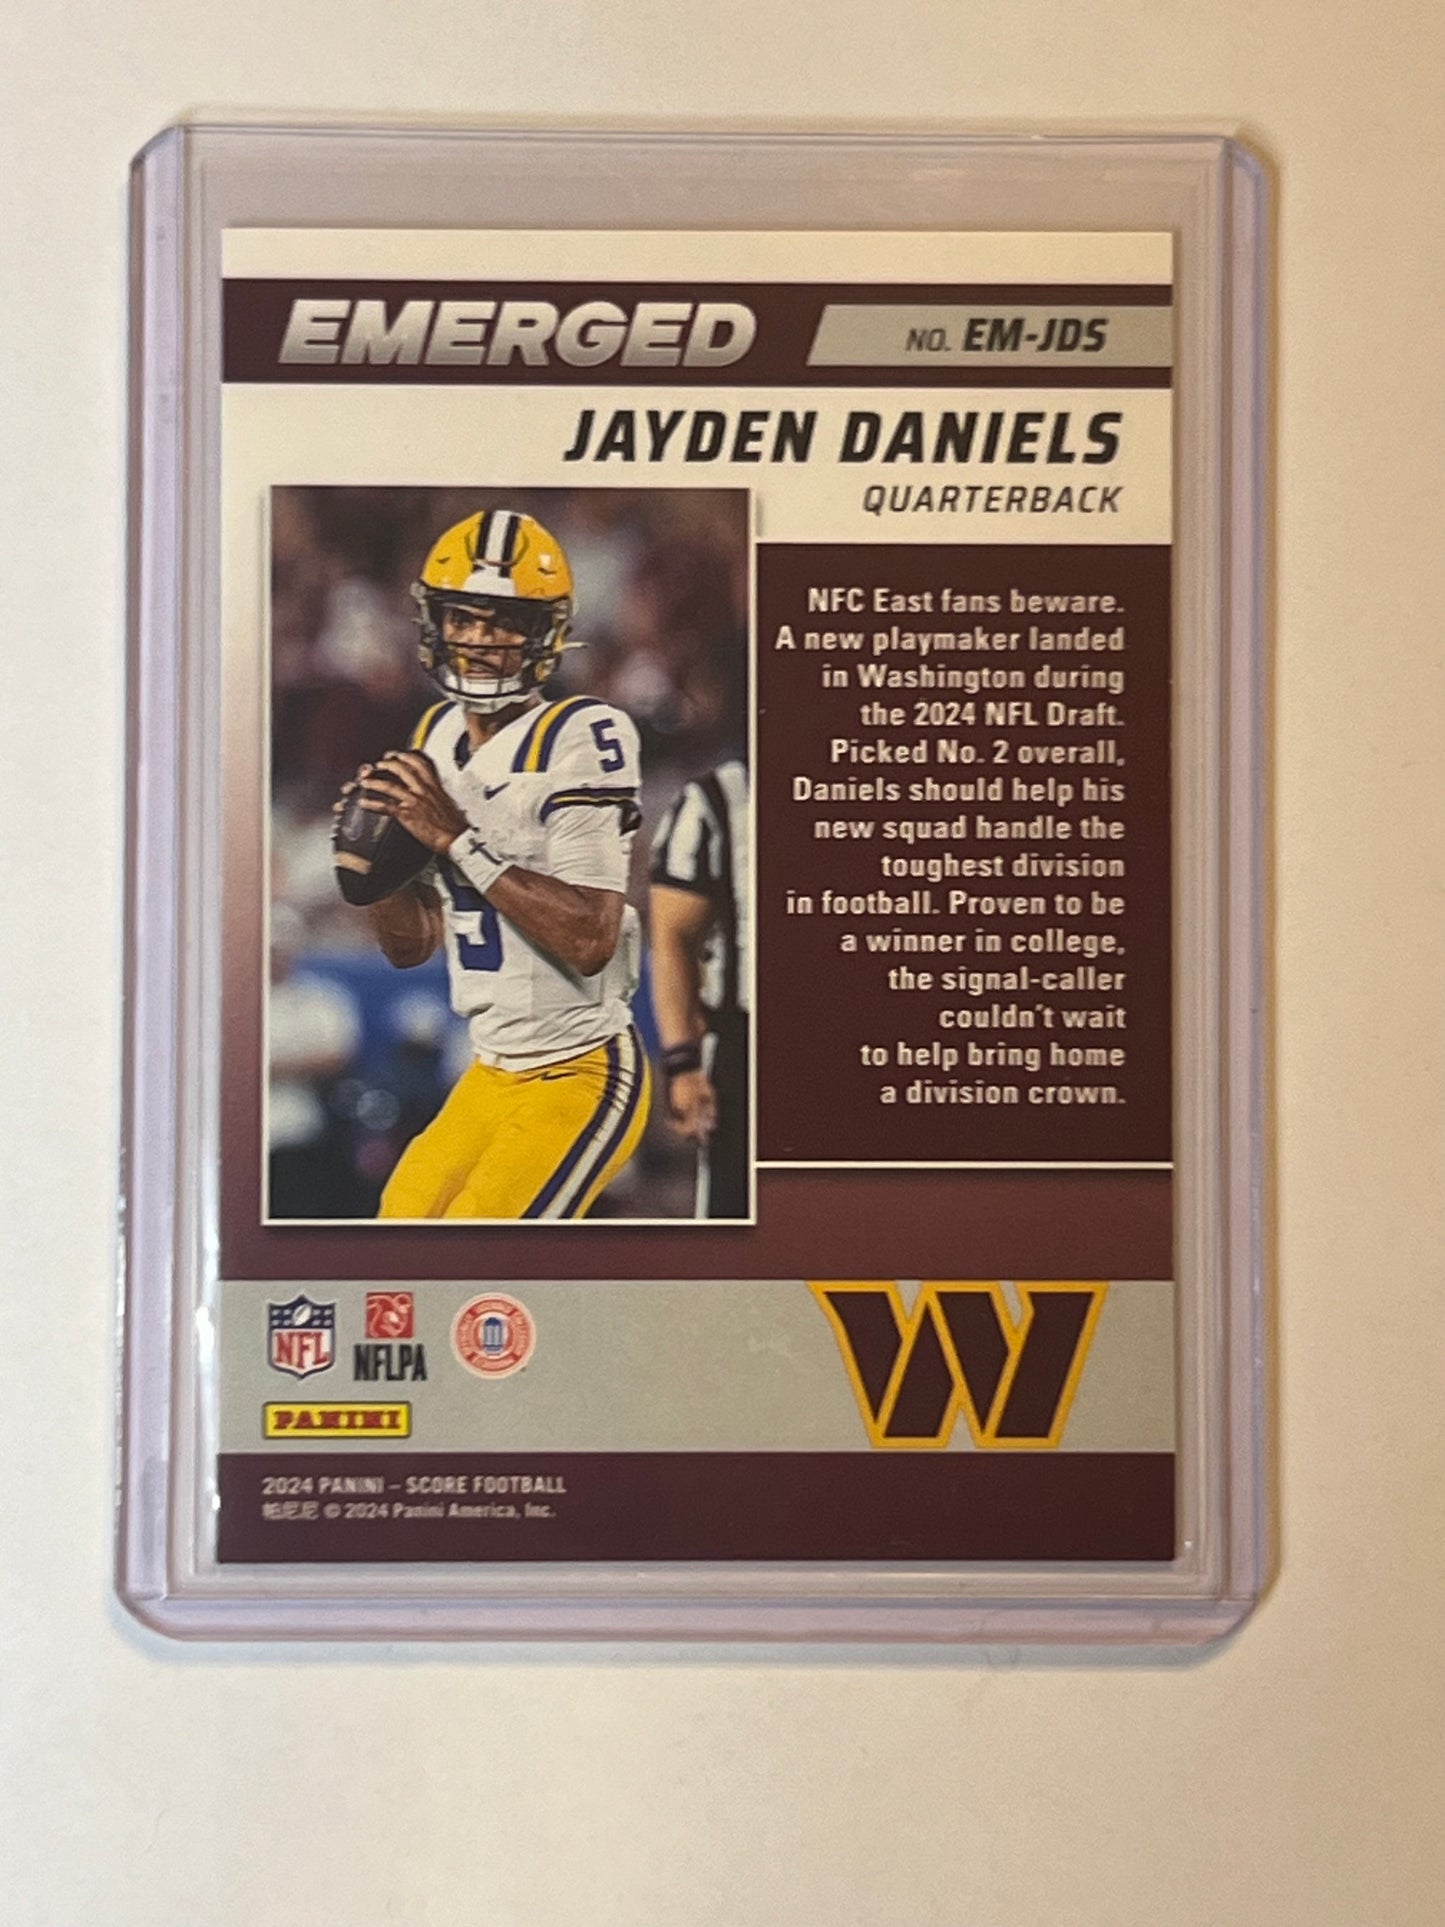 EMERGED
NO. EM-JDS
JAYDEN DANIELS
QUARTERBACK
5
5
NFC East fans beware.
A new playmaker landed
in Washington during
the 2024 NFL Draft.
Picked No. 2 overall,
Daniels should help his
new squad handle the
toughest division
in football. Proven to be
a winner in college,
the signal-caller
couldn't wait
to help bring home
a division crown.
NFL
NFLPA
W
PANINI
2024 PANINI – SCORE FOOTBALL
帕尼尼 © 2024 Panini America, Inc.